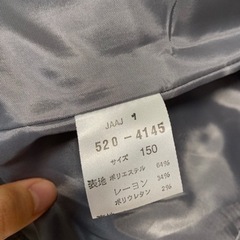 JAAJ 1
520-4145
サイズ 150
表地 ポリエステル 64%
レーヨン 34%
ポリウレタン 2%